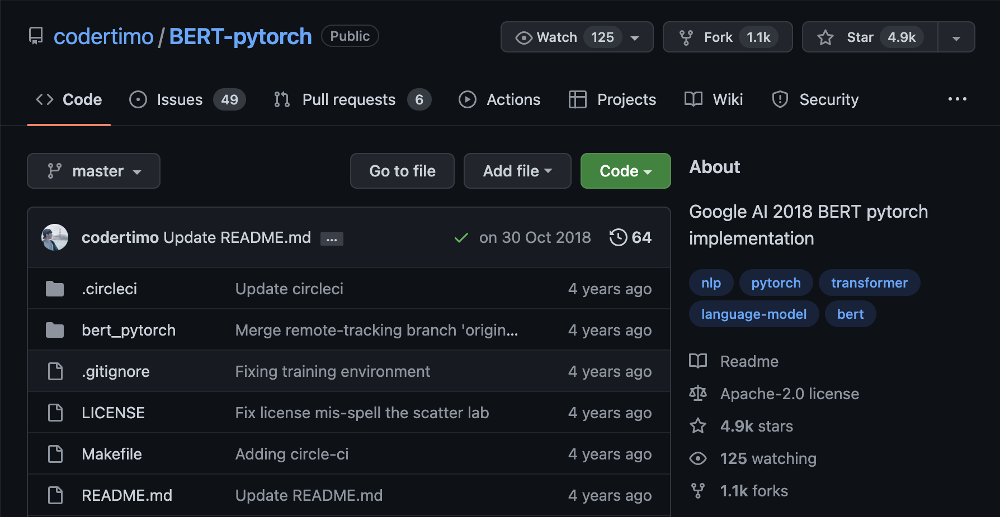 codertimo / BERT-pytorch Public Watch 125 Fork 1.1k Star 4.9k
Code Issues 49 Pull requests 6 Actions Projects Wiki Security ...
master Go to file Add file Code
codertimo Update README.md ... on 30 Oct 2018 64
.circleci Update circleci 4 years ago
bert_pytorch Merge remote-tracking branch 'origin... 4 years ago
.gitignore Fixing training environment 4 years ago
LICENSE Fix license mis-spell the scatter lab 4 years ago
Makefile Adding circle-ci 4 years ago
README.md Update README.md 4 years ago
About
Google AI 2018 BERT pytorch
implementation
nlp pytorch transformer
language-model bert
Readme
Apache-2.0 license
4.9k stars
125 watching
1.1k forks